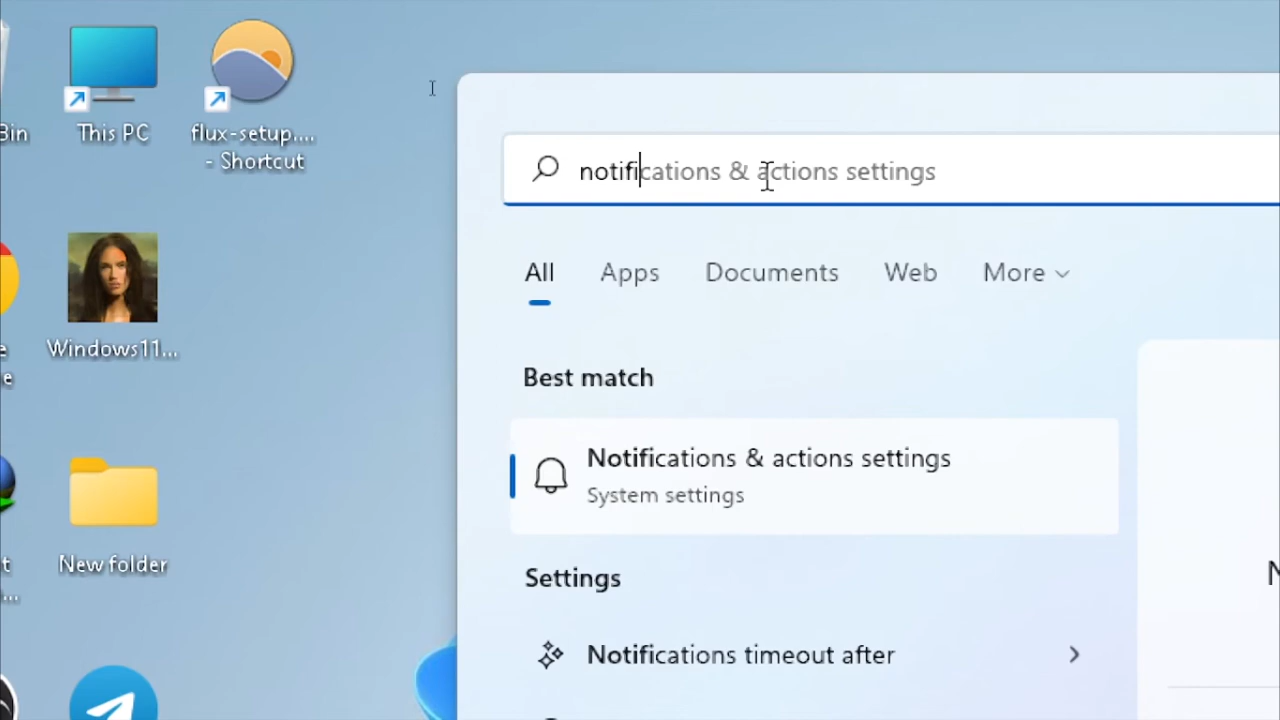 Bin
This PC
flux-setup....
- Shortcut
notifications & actions settings
All
Apps
Documents
Web
More
Windows11...
e
e
Best match
Notifications & actions settings
System settings
New folder
t
...
Settings
N
Notifications timeout after